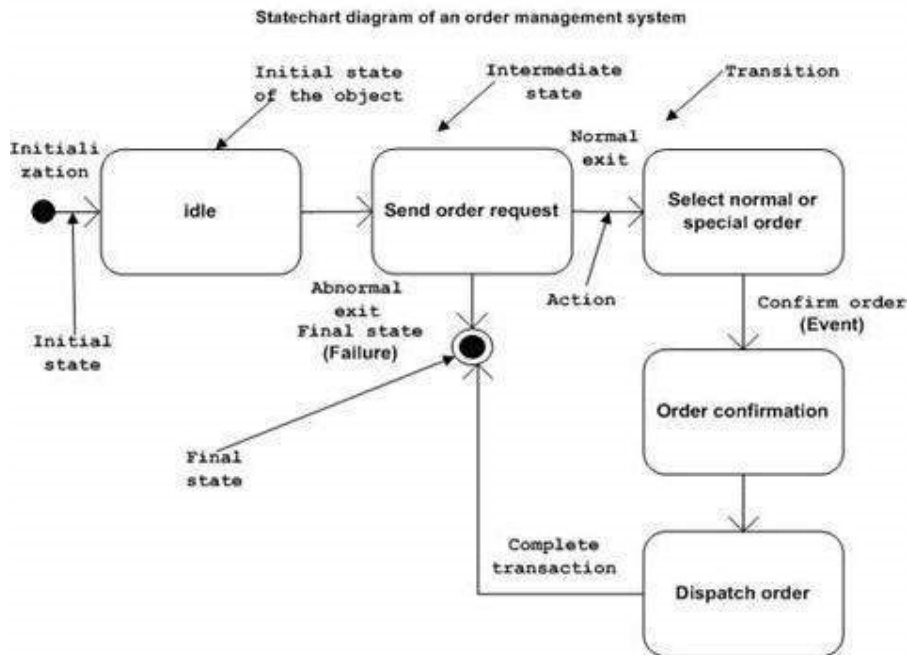 Statechart diagram of an order management system
Initial state
of the object
Intermediate
state
Transition
Initiali
zation
Normal
exit
idle
Send order request
Select normal or
special order
Abnormal
exit
Final state
(Failure)
Action
Confirm order
(Event)
Initial
state
Order confirmation
Final
state
Complete
transaction
Dispatch order